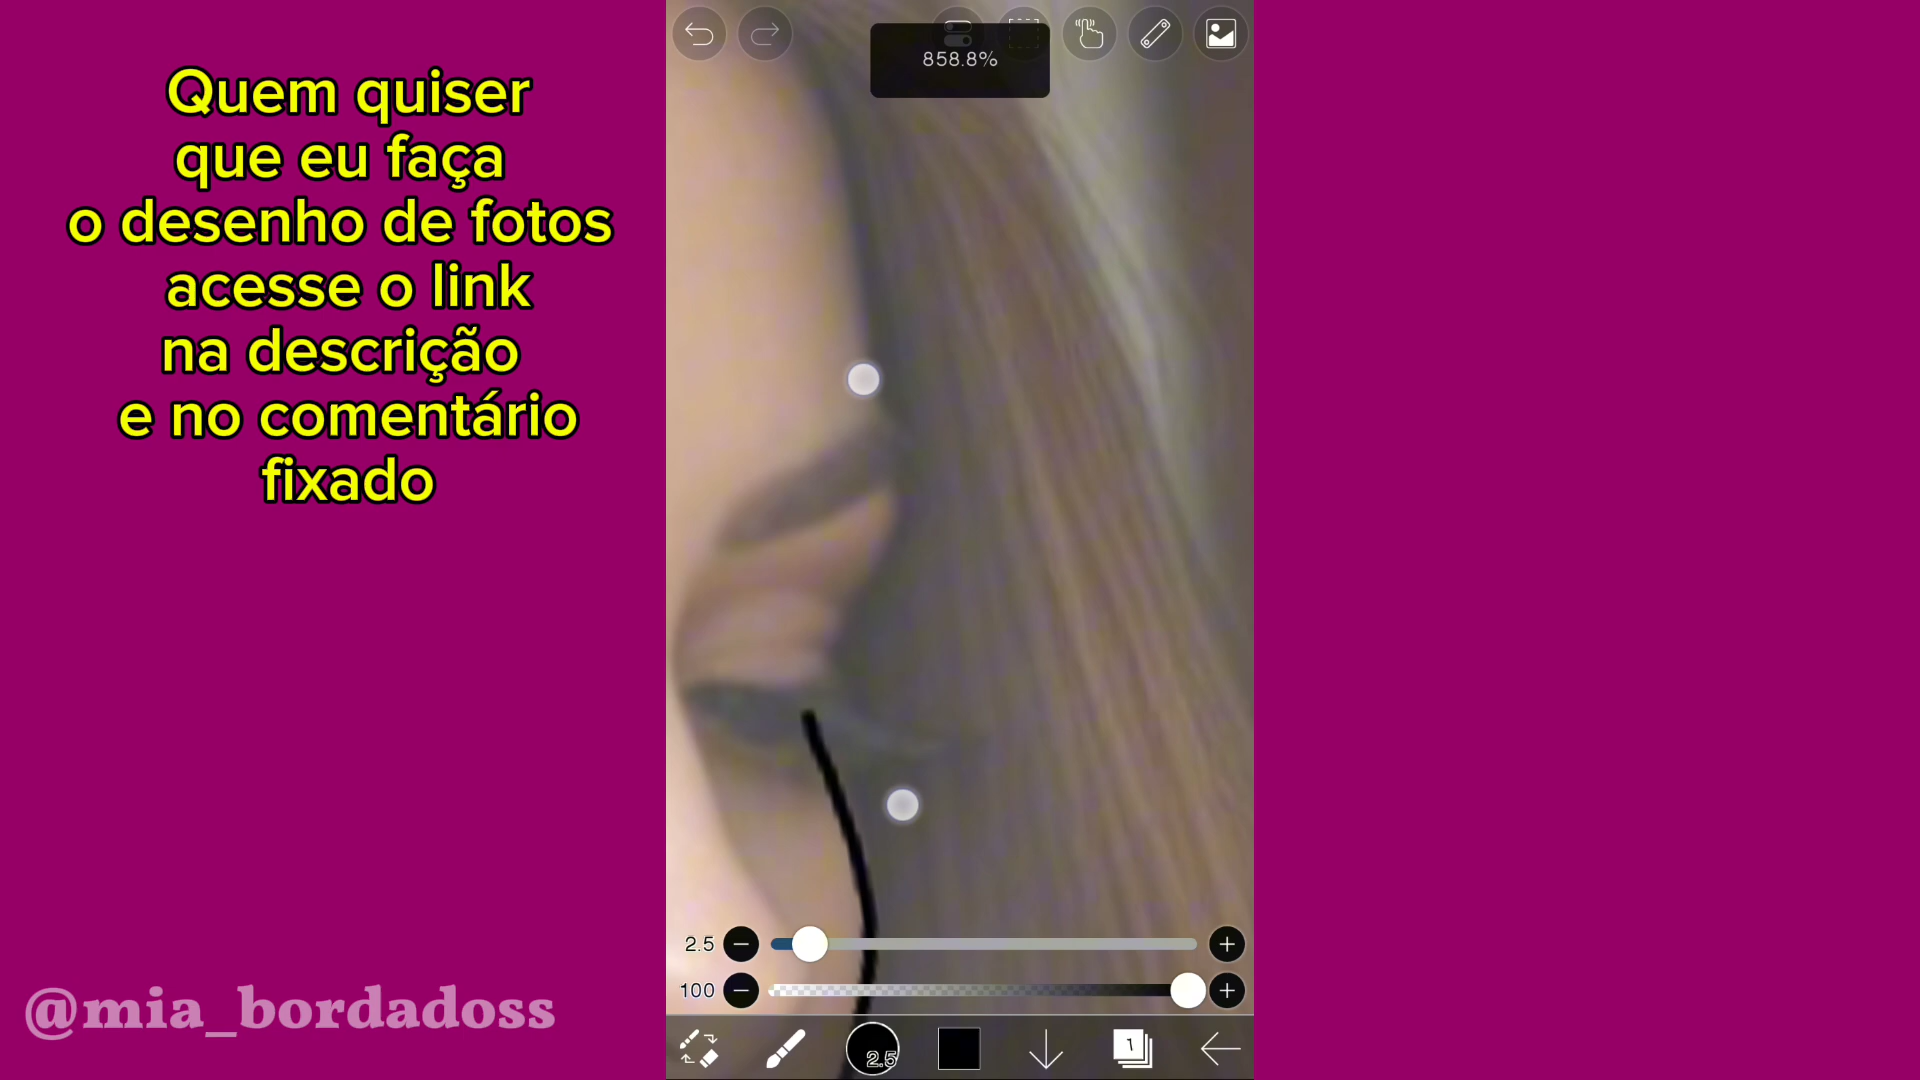 Quem quiser
que eu faça
o desenho de fotos
acesse o link
na descrição
e no comentário
fixado
@mia_bordadoss
858.8%
2.5
100
2.5
1